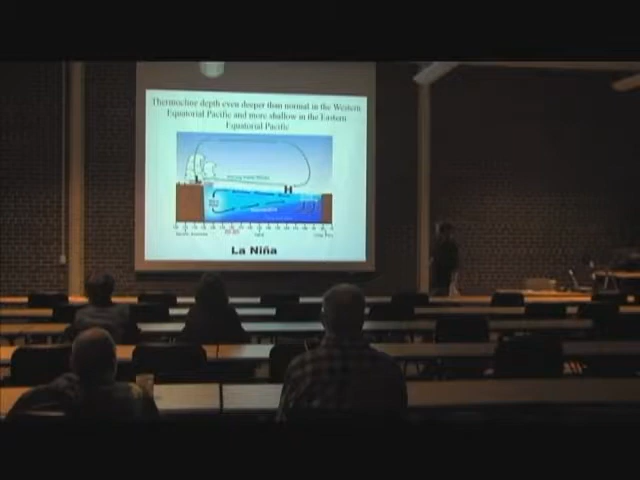 Thermocline depth even deeper than normal in the Western
Equatorial Pacific and more shallow in the Eastern
Equatorial Pacific
L
H
La Niña